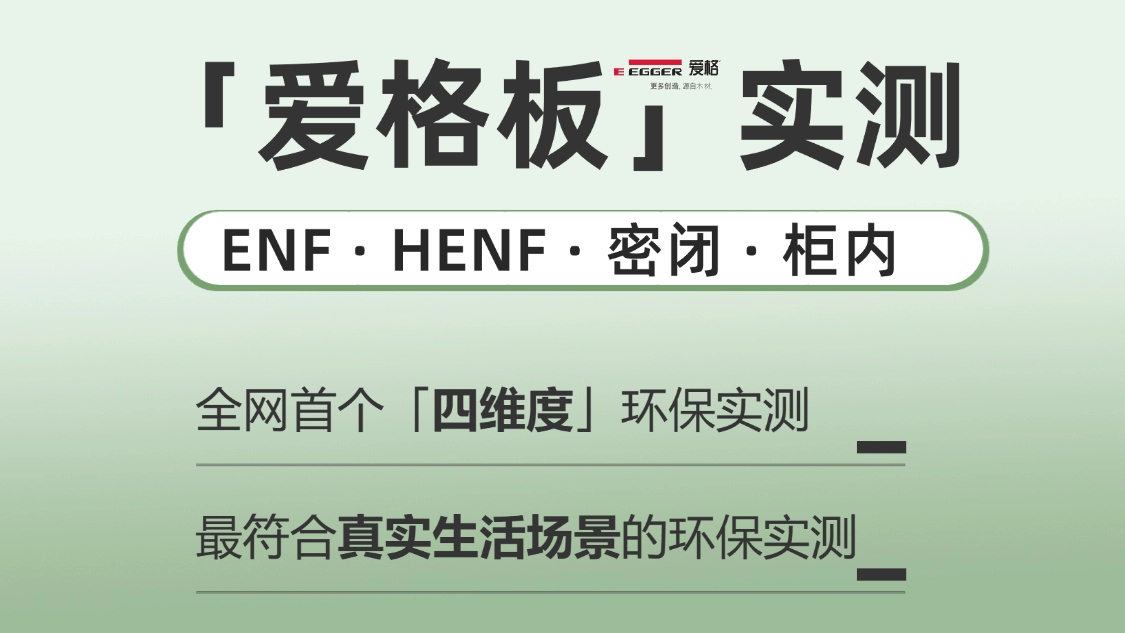 「爱格板」实测
E EGGER 爱格
更多创造, 源自木材.
ENF · HENF · 密闭 · 柜内
全网首个「四维度」环保实测
最符合真实生活场景的环保实测